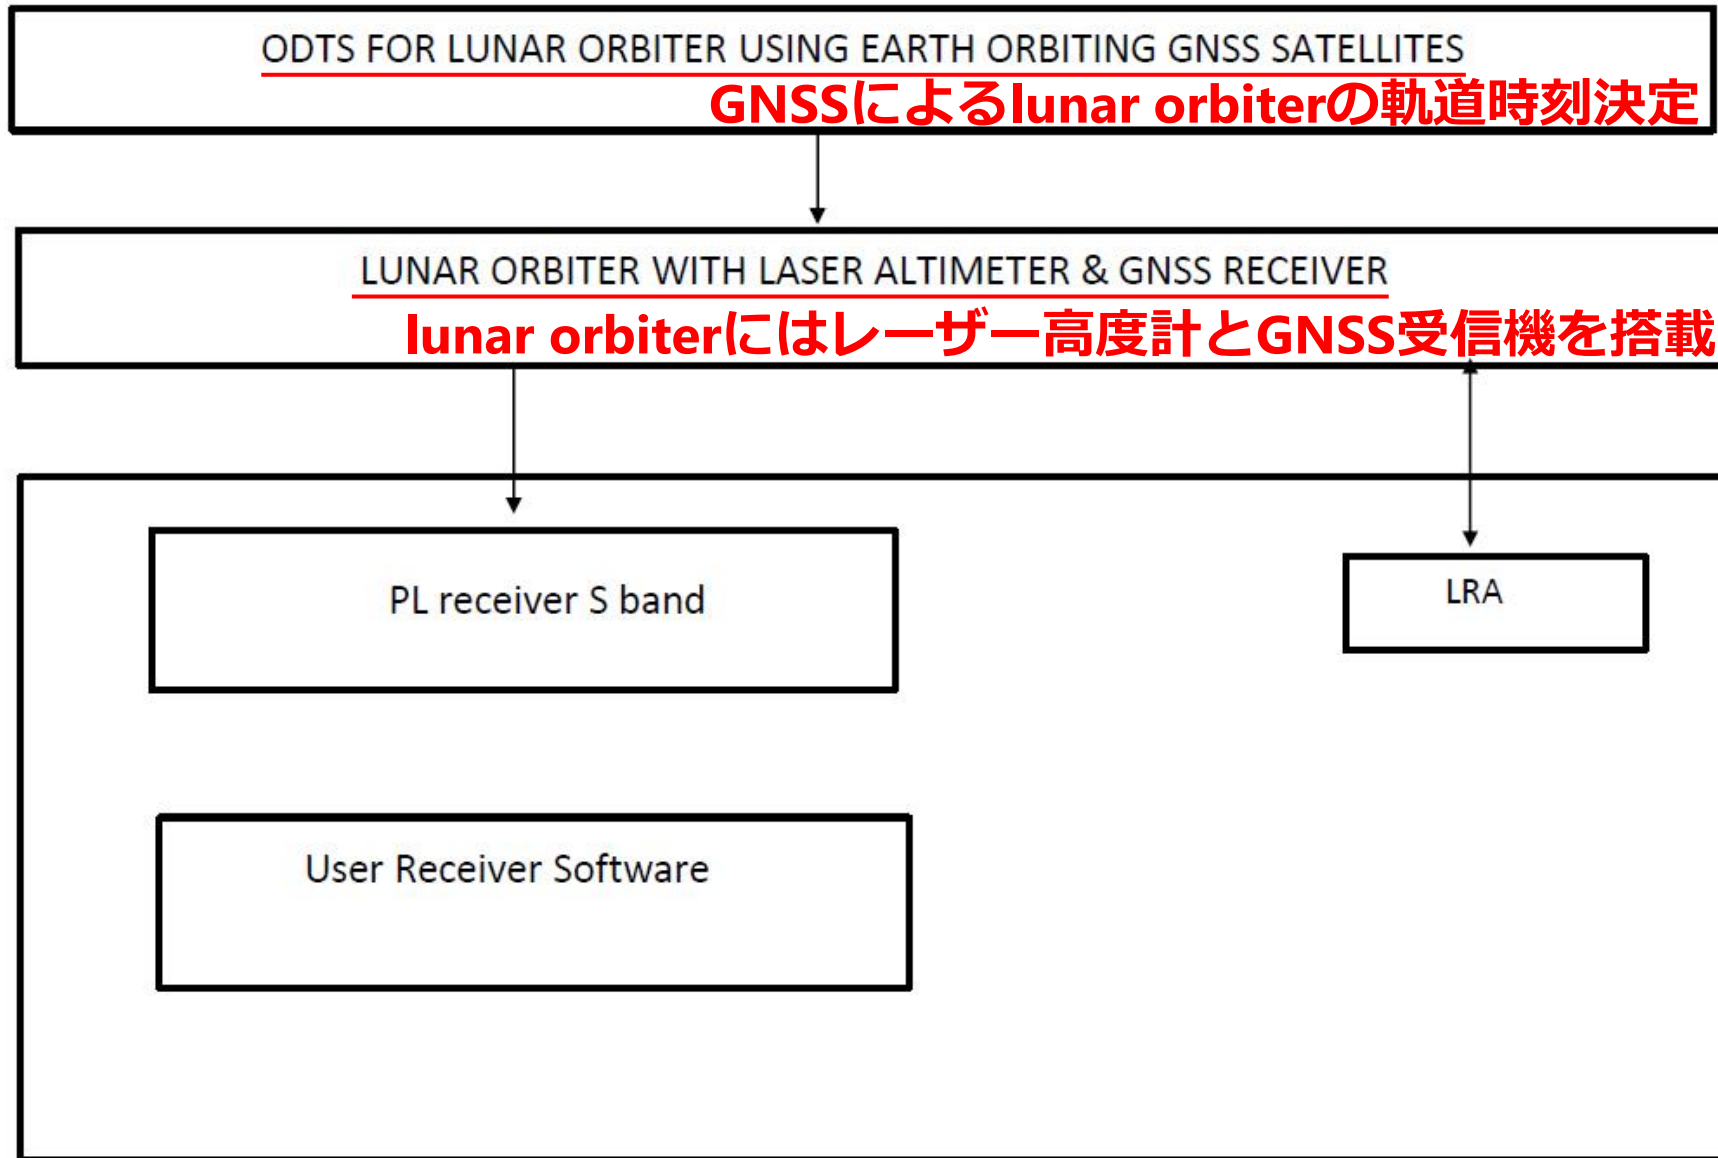 ODTS FOR LUNAR ORBITER USING EARTH ORBITING GNSS SATELLITES
GNSSによるlunar orbiterの軌道時刻決定
LUNAR ORBITER WITH LASER ALTIMETER & GNSS RECEIVER
lunar orbiterにはレーザー高度計とGNSS受信機を搭載
PL receiver S band
LRA
User Receiver Software